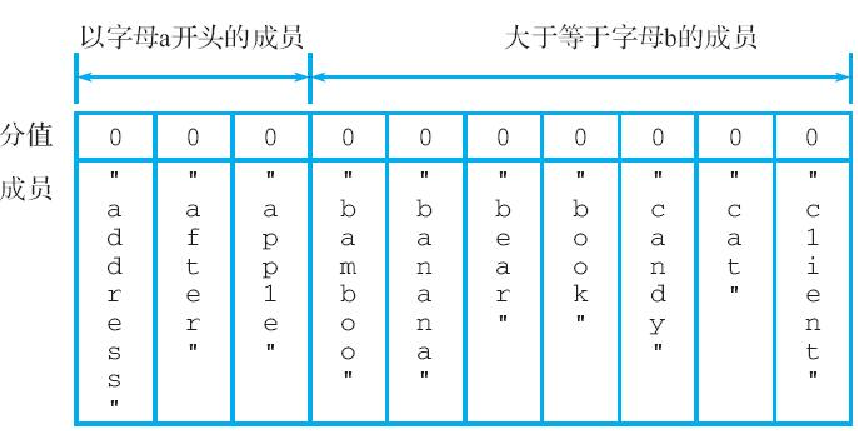 以字母a开头的成员 大于等于字母b的成员
分值 0 0 0 0 0 0 0 0 0 0
成员 "address" "after" "apple" "bamboo" "banana" "bear" "book" "candy" "cat" "client"